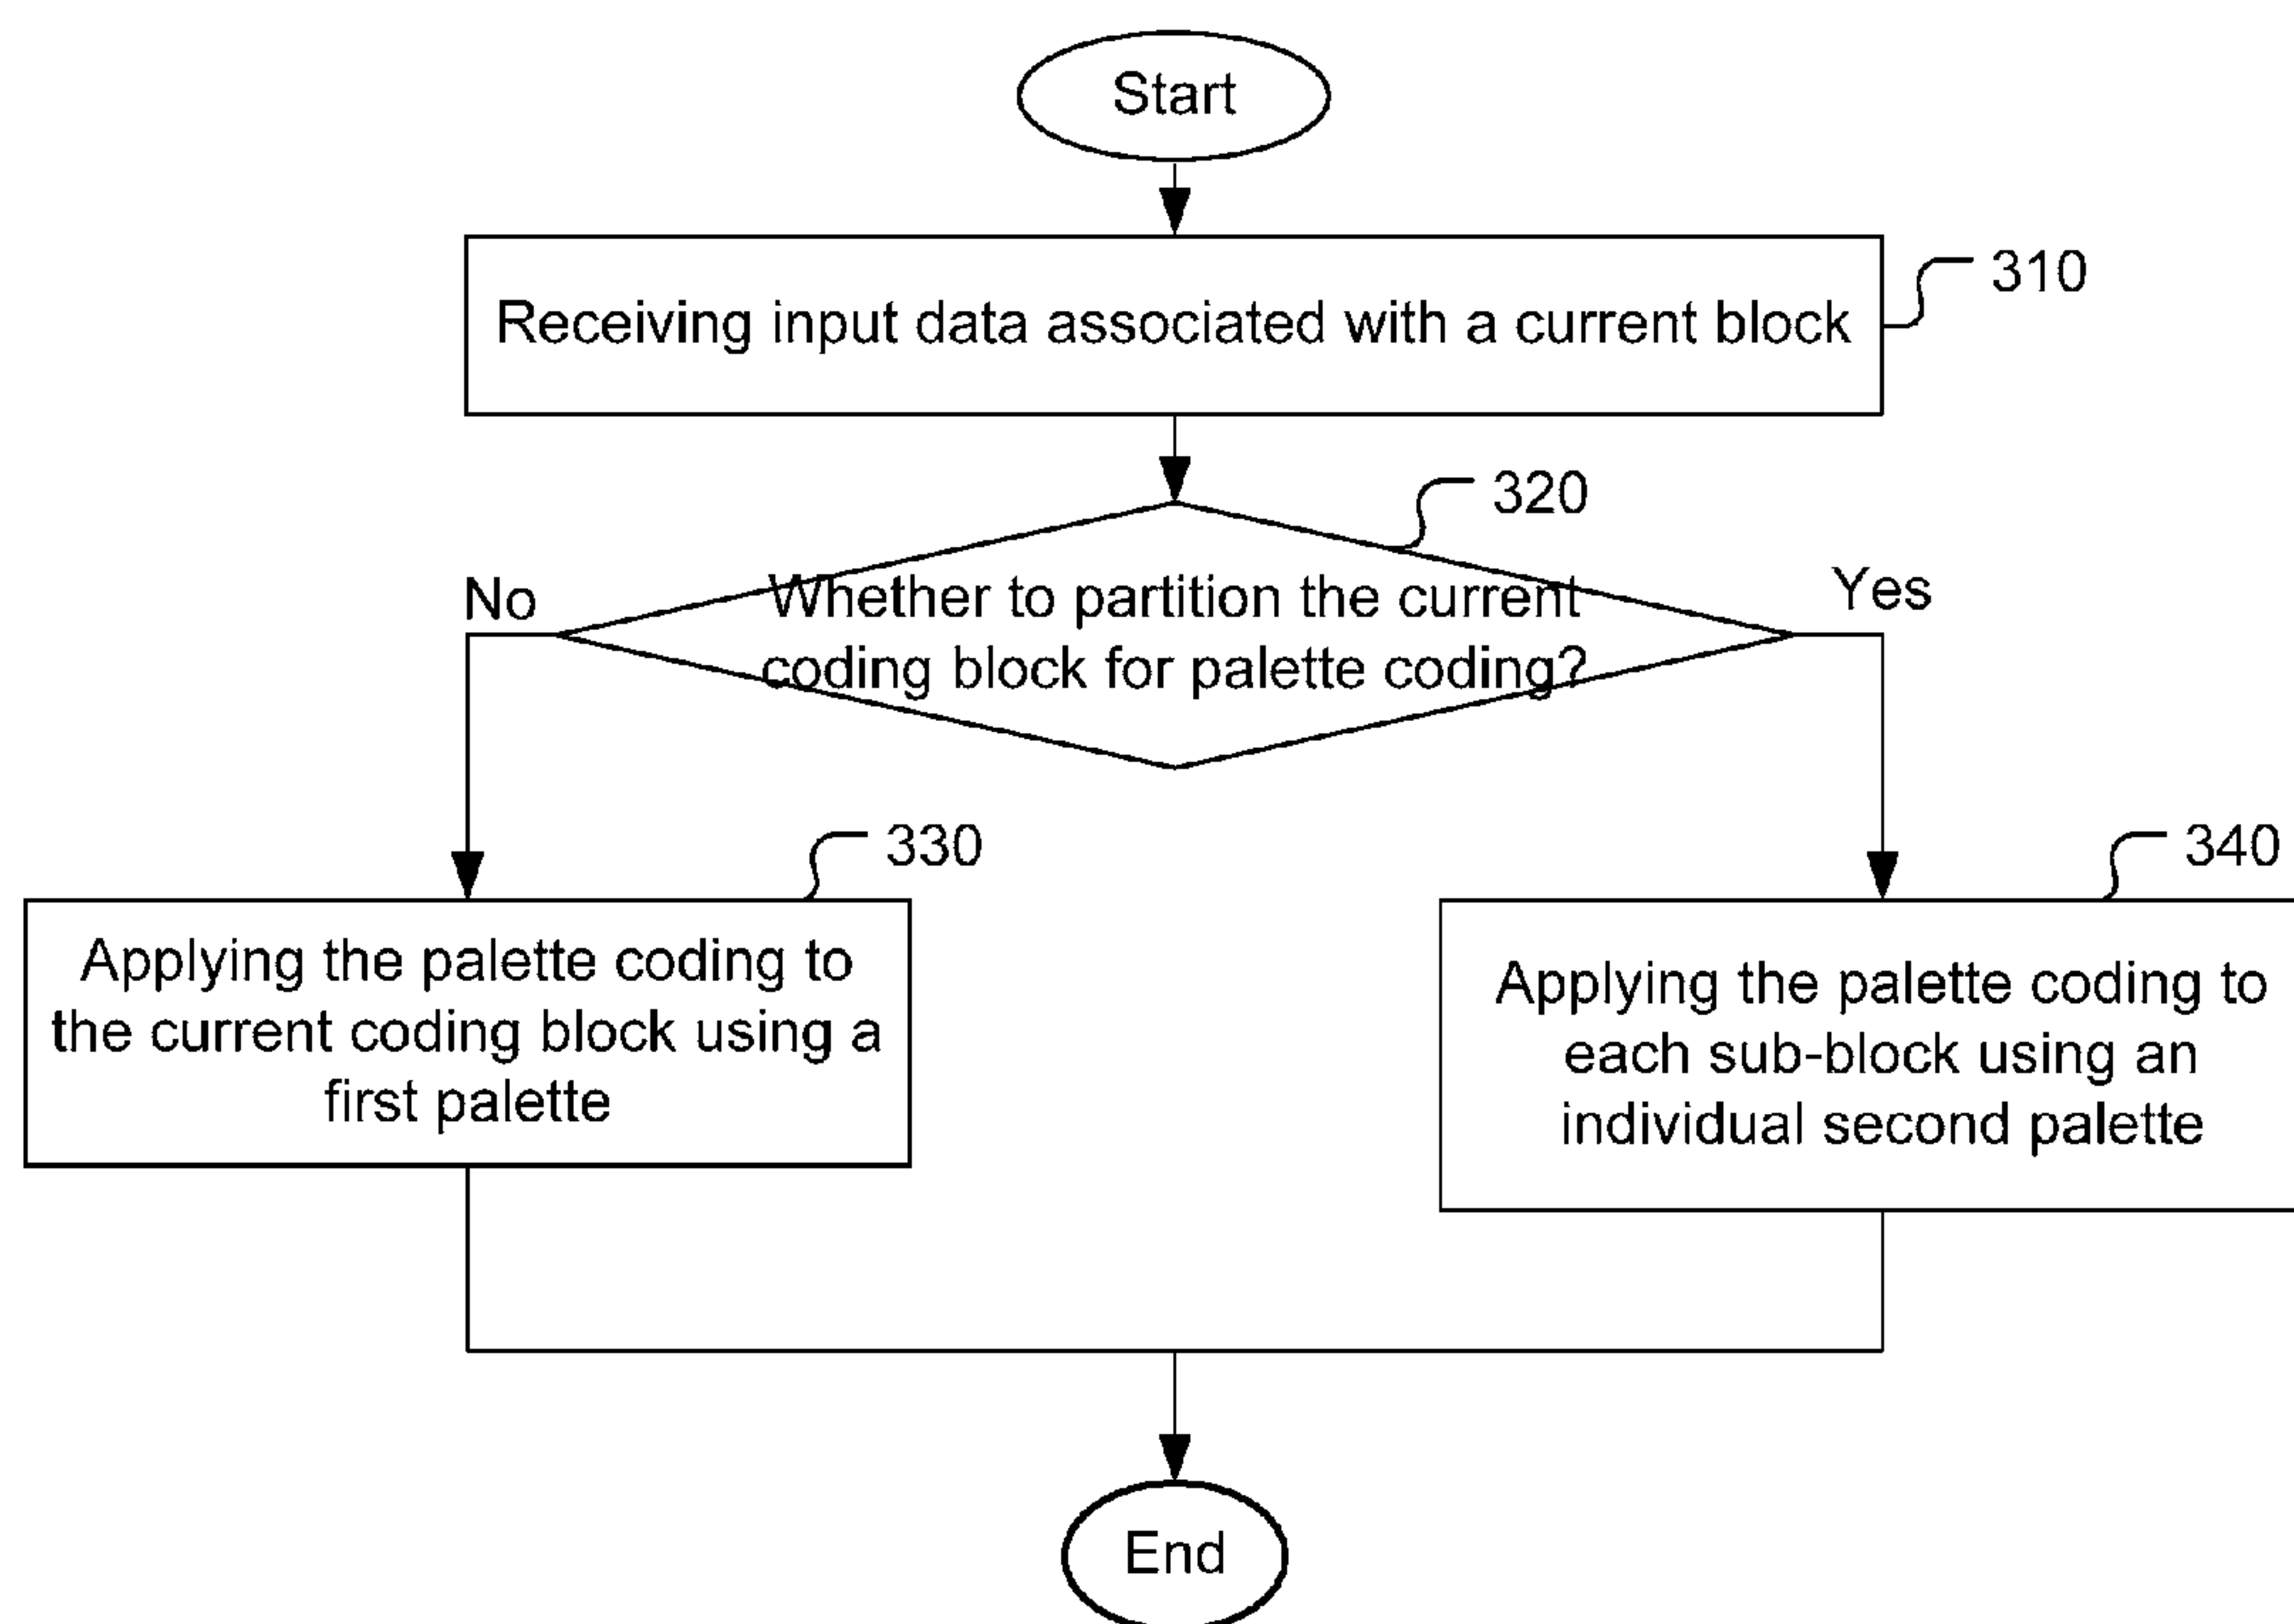 Start
Receiving input data associated with a current block
310
320
No
Yes
Whether to partition the current
coding block for palette coding?
330
340
Applying the palette coding to
the current coding block using a
first palette
Applying the palette coding to
each sub-block using an
individual second palette
End